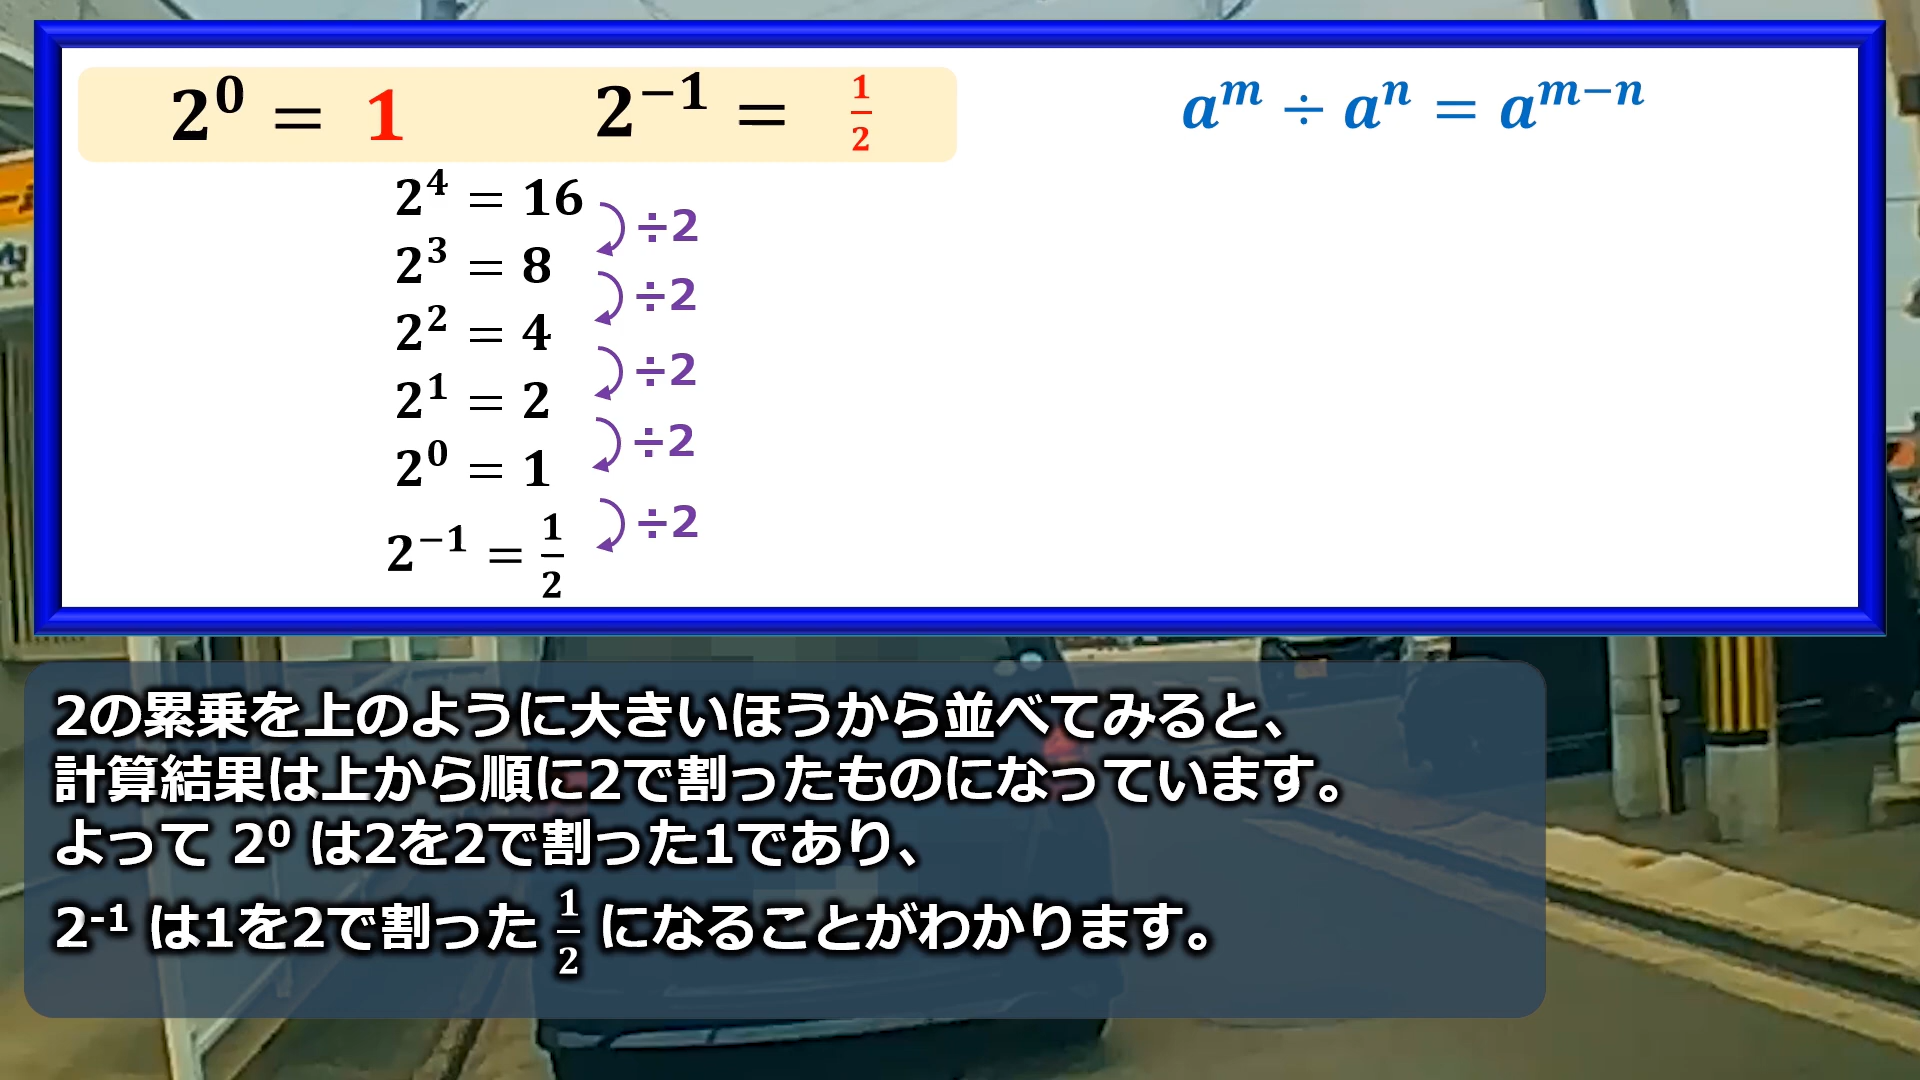 2⁰ = 1
2⁻¹ = 1/2
aᵐ ÷ aⁿ = aᵐ⁻ⁿ
2⁴ = 16
÷2
2³ = 8
÷2
2² = 4
÷2
2¹ = 2
÷2
2⁰ = 1
÷2
2⁻¹ = 1/2
2の累乗を上のように大きいほうから並べてみると、
計算結果は上から順に2で割ったものになっています。
よって 2⁰ は2を2で割った1であり、
2⁻¹ は1を2で割った 1/2 になることがわかります。